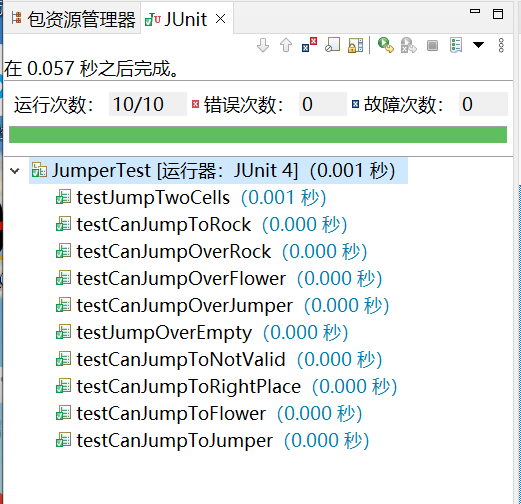 包资源管理器 JUnit
在 0.057 秒之后完成。
运行次数： 10/10 错误次数： 0 故障次数： 0
JumperTest [运行器：JUnit 4]（0.001 秒）
testJumpTwoCells（0.001 秒）
testCanJumpToRock（0.000 秒）
testCanJumpOverRock（0.000 秒）
testCanJumpOverFlower（0.000 秒）
testCanJumpOverJumper（0.000 秒）
testJumpOverEmpty（0.000 秒）
testCanJumpToNotValid（0.000 秒）
testCanJumpToRightPlace（0.000 秒）
testCanJumpToFlower（0.000 秒）
testCanJumpToJumper（0.000 秒）